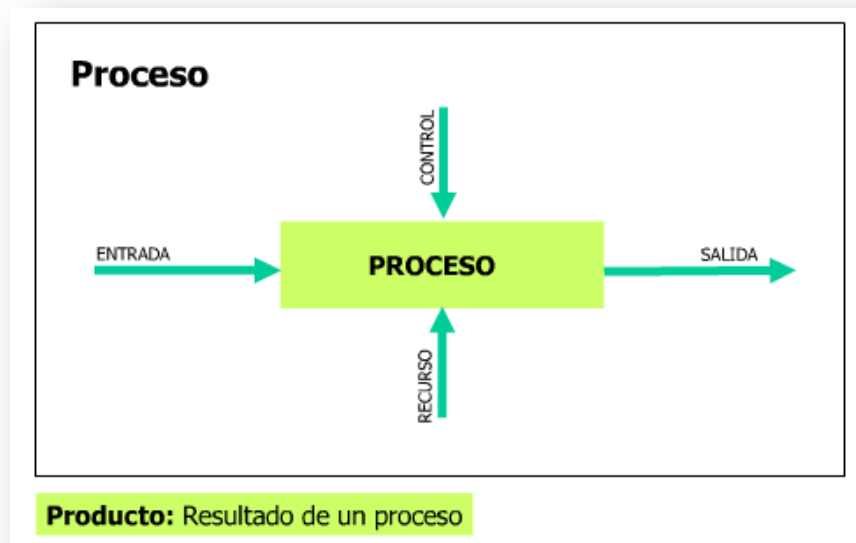 Proceso
CONTROL
ENTRADA
PROCESO
SALIDA
RECURSO
Producto: Resultado de un proceso